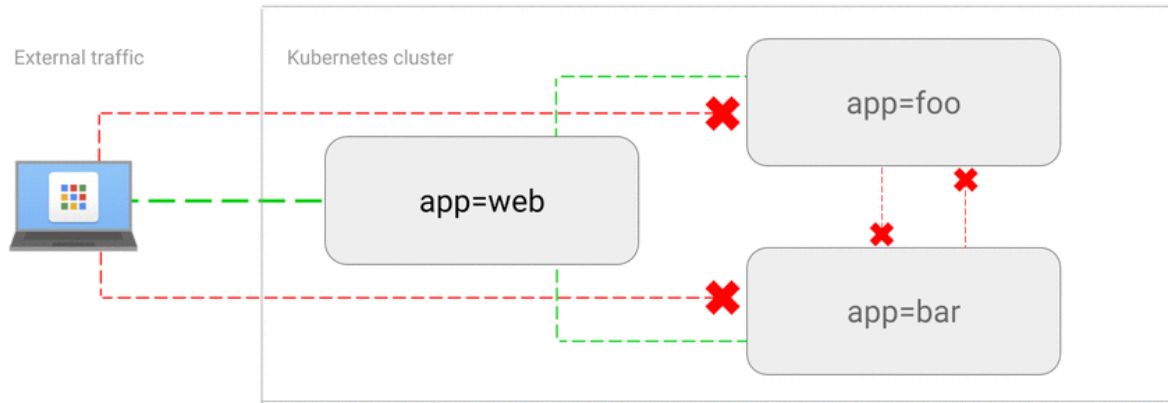 External traffic
Kubernetes cluster
app=foo
app=web
app=bar